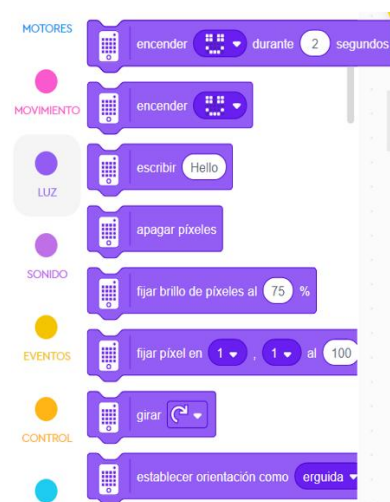 MOTORES
MOVIMIENTO
LUZ
SONIDO
EVENTOS
CONTROL
encender durante 2 segundos
encender
escribir Hello
apagar píxeles
fijar brillo de píxeles al 75 %
fijar píxel en 1 , 1 al 100
girar
establecer orientación como erguida